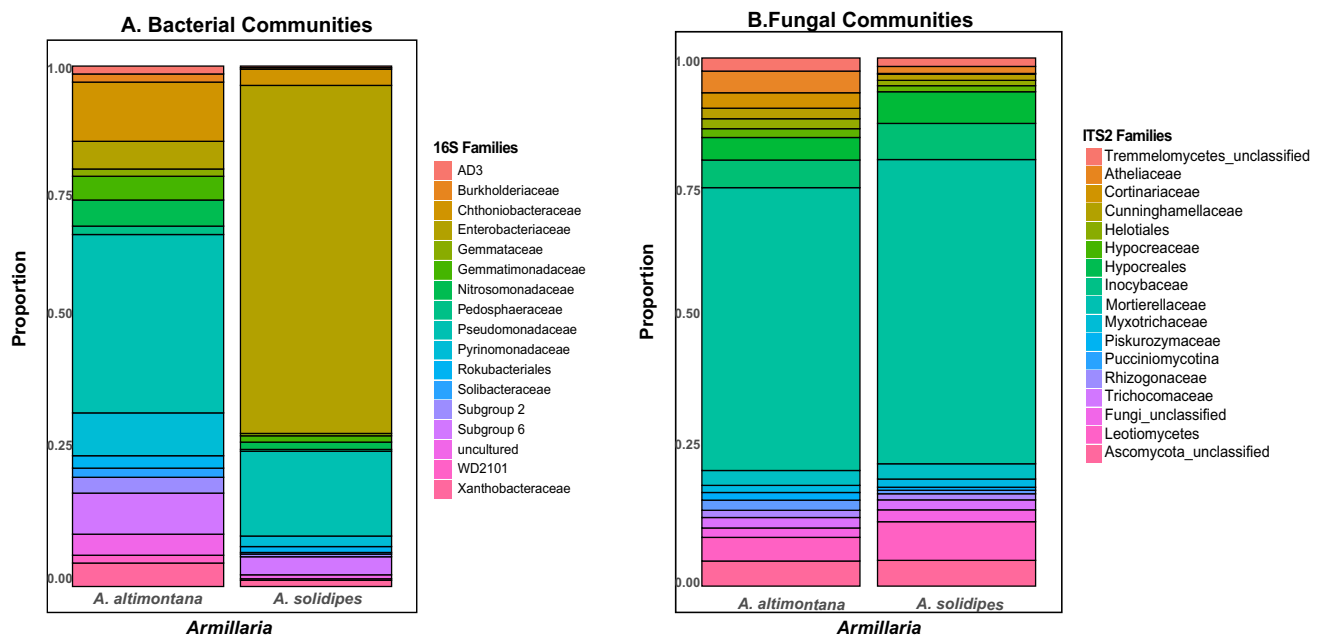 A. Bacterial Communities
1.00
0.75
0.50
0.25
0.00
Proportion
A. altimontana
A. solidipes
Armillaria
16S Families
AD3
Burkholderiaceae
Chthoniobacteraceae
Enterobacteriaceae
Gemmataceae
Gemmatimonadaceae
Nitrosomonadaceae
Pedosphaeraceae
Pseudomonadaceae
Pyrinomonadaceae
Rokubacteriales
Solibacteraceae
Subgroup 2
Subgroup 6
uncultured
WD2101
Xanthobacteraceae
B.Fungal Communities
1.00
0.75
0.50
0.25
0.00
Proportion
A. altimontana
A. solidipes
Armillaria
ITS2 Families
Tremmelomycetes_unclassified
Atheliaceae
Cortinariaceae
Cunninghamellaceae
Helotiales
Hypocreaceae
Hypocreales
Inocybaceae
Mortierellaceae
Myxotrichaceae
Piskurozymaceae
Pucciniomycotina
Rhizogonaceae
Trichocomaceae
Fungi_unclassified
Leotiomycetes
Ascomycota_unclassified